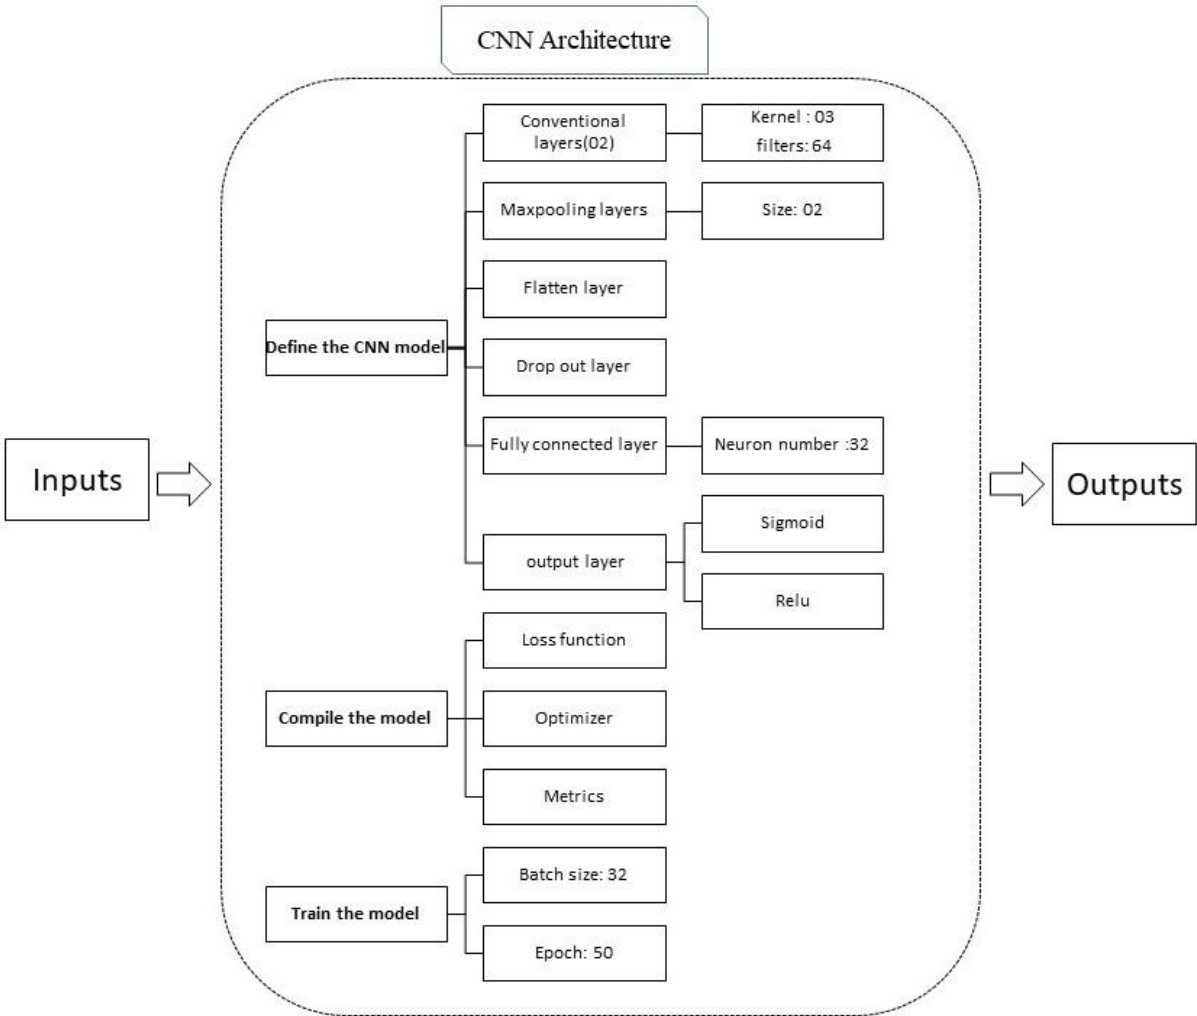 CNN Architecture
Conventional
layers(02)
Kernel : 03
filters: 64
Maxpooling layers
Size: 02
Flatten layer
Define the CNN model
Drop out layer
Fully connected layer
Neuron number :32
Inputs
Outputs
Sigmoid
output layer
Relu
Loss function
Compile the model
Optimizer
Metrics
Batch size: 32
Train the model
Epoch: 50